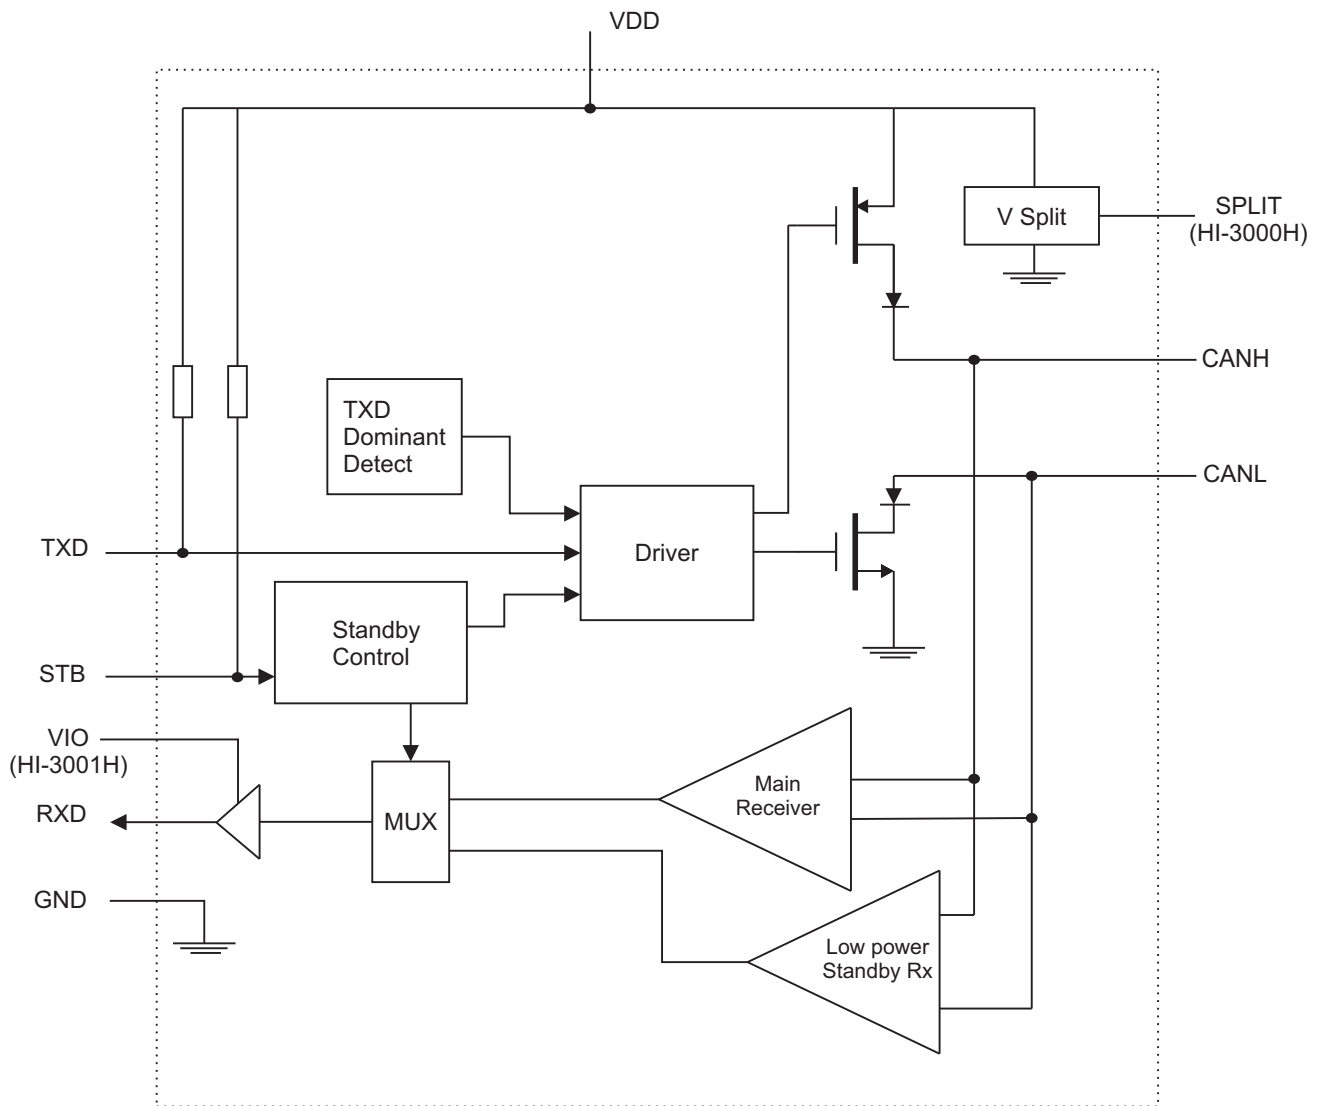 VDD
V Split
SPLIT
(HI-3000H)
CANH
TXD
Dominant
Detect
CANL
TXD
Driver
Standby
Control
STB
VIO
(HI-3001H)
Main
Receiver
RXD
MUX
GND
Low power
Standby Rx